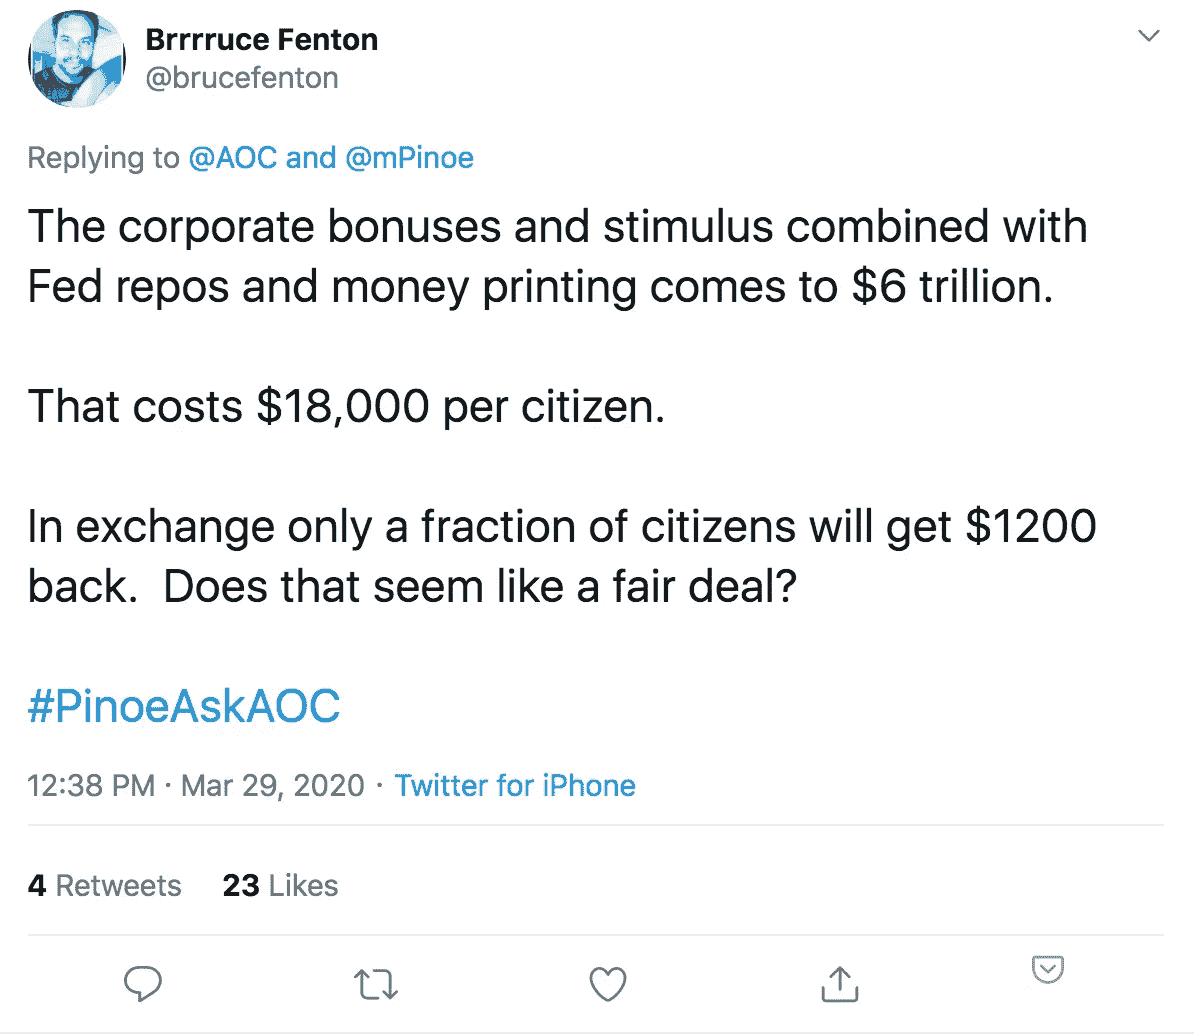 Brrrruce Fenton
@brucefenton
Replying to @AOC and @mPinoe
The corporate bonuses and stimulus combined with
Fed repos and money printing comes to $6 trillion.
That costs $18,000 per citizen.
In exchange only a fraction of citizens will get $1200
back.  Does that seem like a fair deal?
#PinoeAskAOC
12:38 PM · Mar 29, 2020 · Twitter for iPhone
4 Retweets 23 Likes